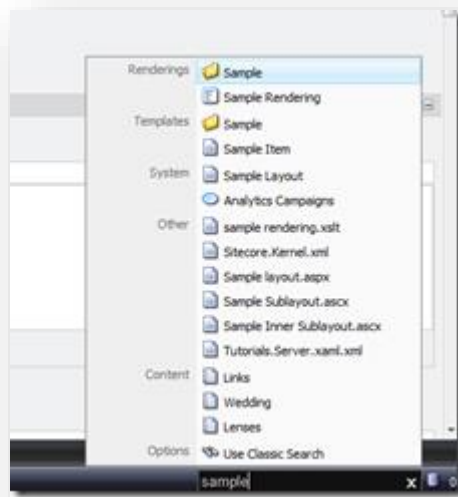 Renderings Sample
Sample Rendering
Templates Sample
Sample Item
System Sample Layout
Analytics Campaigns
Other sample rendering.xslt
Sitecore.Kernel.xml
Sample layout.aspx
Sample Sublayout.ascx
Sample Inner Sublayout.ascx
Tutorials.Server.xaml.xml
Content Links
Wedding
Lenses
Options Use Classic Search
sample x 0